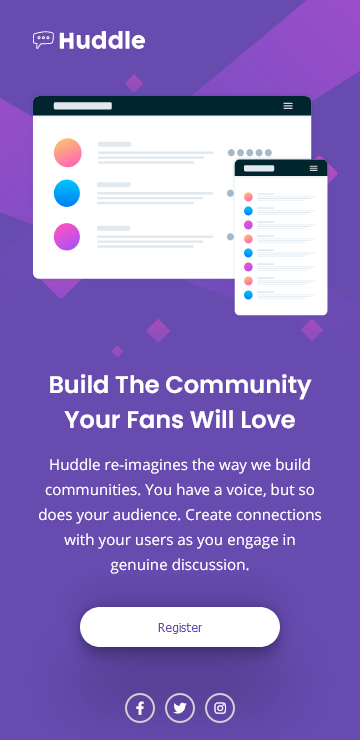 Huddle
Build The Community
Your Fans Will Love
Huddle re-imagines the way we build
communities. You have a voice, but so
does your audience. Create connections
with your users as you engage in
genuine discussion.
Register